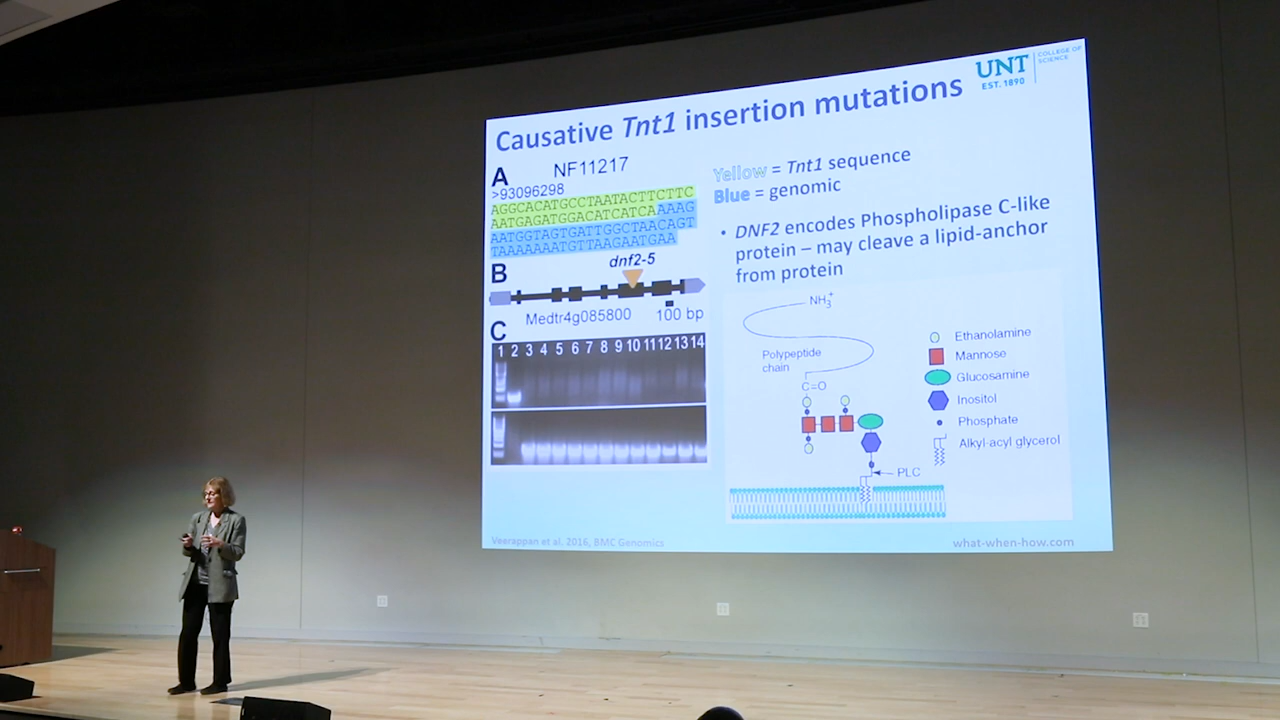 UNT
EST. 1890
COLLEGE OF
SCIENCE
Causative Tnt1 insertion mutations
A
NF11217
>93096298
AGGCACATGCCTAATACTTCTTC
AATGAGATGGACATCATCAAAAG
AATGGTAGTGATTGGCTAACAGT
TAAAAAAATGTTAAGAATGAA
B
dnf2-5
Medtr4g085800
100 bp
C
1 2 3 4 5 6 7 8 9 10 11 12 13 14
Yellow = Tnt1 sequence
Blue = genomic
• DNF2 encodes Phospholipase C-like
protein – may cleave a lipid-anchor
from protein
NH3+
Polypeptide
chain
C=O
PLC
Ethanolamine
Mannose
Glucosamine
Inositol
Phosphate
Alkyl-acyl glycerol
Veerappan et al. 2016, BMC Genomics
what-when-how.com